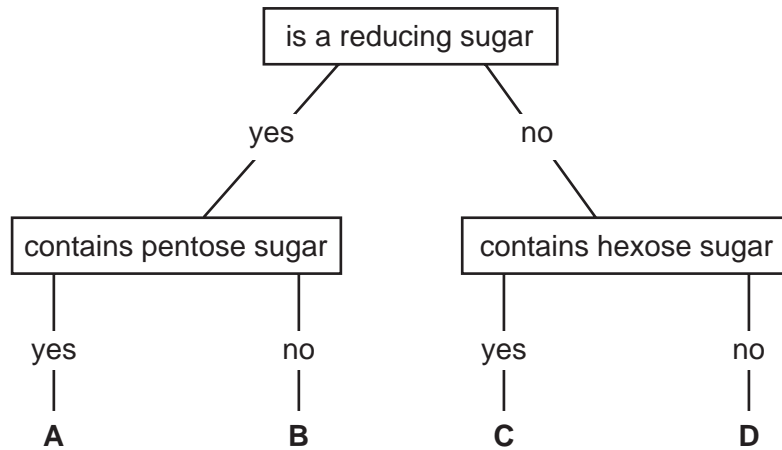 is a reducing sugar
yes
no
contains pentose sugar
contains hexose sugar
yes
no
yes
no
A
B
C
D